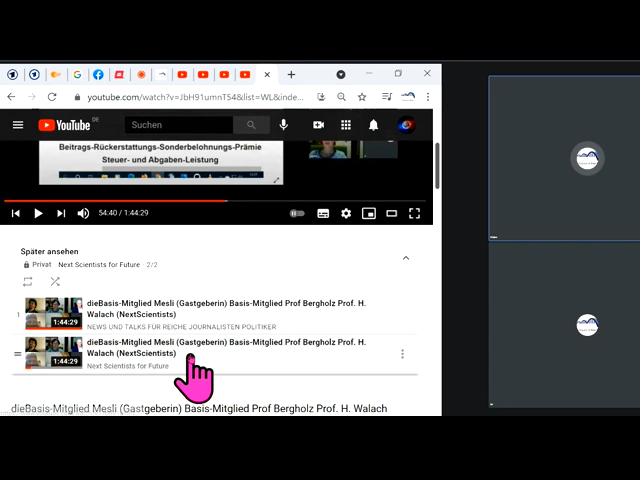 youtube.com/watch?v=JbH91umnT54&list=WL&inde...
YouTube DE
Suchen
Beitrags-Rückerstattungs-Sonderbelohnungs-Prämie
Steuer- und Abgaben-Leistung
54:40 / 1:44:29
Später ansehen
Privat Next Scientists for Future · 2/2
1
1:44:29
dieBasis-Mitglied Mesli (Gastgeberin) Basis-Mitglied Prof Bergholz Prof. H.
Walach (NextScientists)
NEWS UND TALKS FÜR REICHE JOURNALISTEN POLITIKER
1:44:29
dieBasis-Mitglied Mesli (Gastgeberin) Basis-Mitglied Prof Bergholz Prof. H.
Walach (NextScientists)
Next Scientists for Future
dieBasis-Mitglied Mesli (Gastgeberin) Basis-Mitglied Prof Bergholz Prof. H. Walach